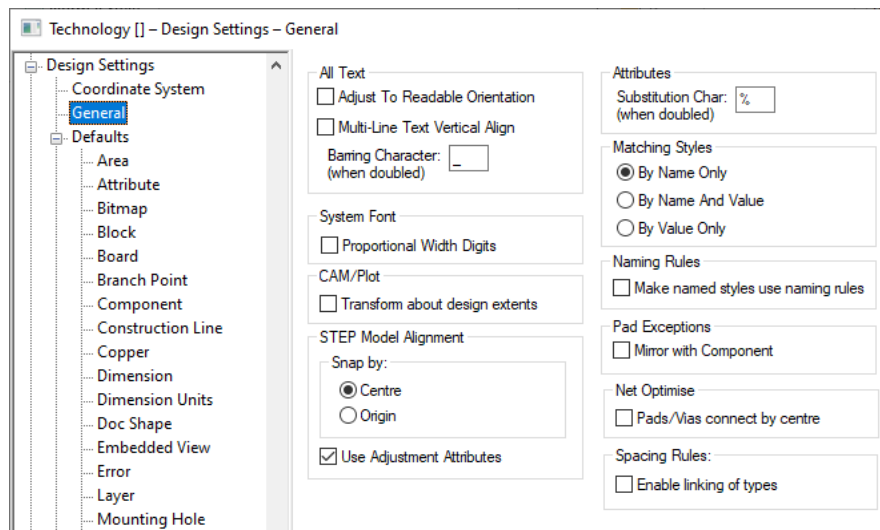 Technology [] – Design Settings – General
Design Settings
Coordinate System
General
Defaults
Area
Attribute
Bitmap
Block
Board
Branch Point
Component
Construction Line
Copper
Dimension
Dimension Units
Doc Shape
Embedded View
Error
Layer
Mounting Hole
All Text
Adjust To Readable Orientation
Multi-Line Text Vertical Align
Barring Character: _
(when doubled)
System Font
Proportional Width Digits
CAM/Plot
Transform about design extents
STEP Model Alignment
Snap by:
Centre
Origin
Use Adjustment Attributes
Attributes
Substitution Char: %
(when doubled)
Matching Styles
By Name Only
By Name And Value
By Value Only
Naming Rules
Make named styles use naming rules
Pad Exceptions
Mirror with Component
Net Optimise
Pads/Vias connect by centre
Spacing Rules:
Enable linking of types